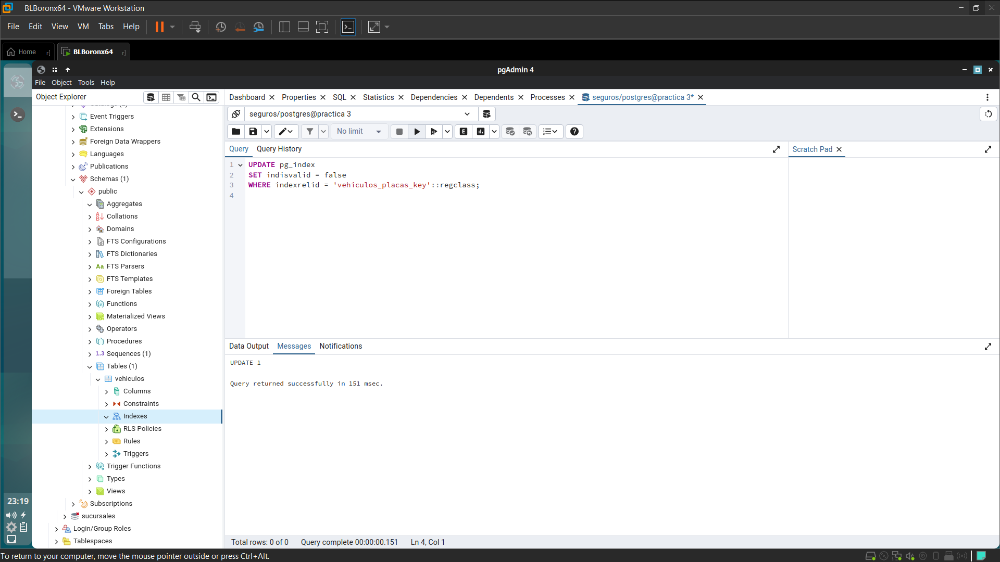 BLBoronx64 - VMware Workstation
File Edit View VM Tabs Help
Home
BLBoronx64
pgAdmin 4
File Object Tools Help
Object Explorer
Dashboard Properties SQL Statistics Dependencies Dependents Processes seguros/postgres@practica 3*
seguros/postgres@practica 3
No limit
Query Query History
Scratch Pad
1 UPDATE pg_index
2 SET indisvalid = false
3 WHERE indexrelid = 'vehiculos_placas_key'::regclass;
4
Event Triggers
Extensions
Foreign Data Wrappers
Languages
Publications
Schemas (1)
public
Aggregates
Collations
Domains
FTS Configurations
FTS Dictionaries
Aa FTS Parsers
FTS Templates
Foreign Tables
Functions
Materialized Views
Operators
Procedures
1..3 Sequences (1)
Tables (1)
vehiculos
Columns
Constraints
Indexes
RLS Policies
Rules
Triggers
Trigger Functions
Types
Views
Subscriptions
sucursales
Login/Group Roles
Tablespaces
Data Output Messages Notifications
UPDATE 1
Query returned successfully in 151 msec.
Total rows: 0 of 0 Query complete 00:00:00.151 Ln 4, Col 1
23:19
To return to your computer, move the mouse pointer outside or press Ctrl+Alt.